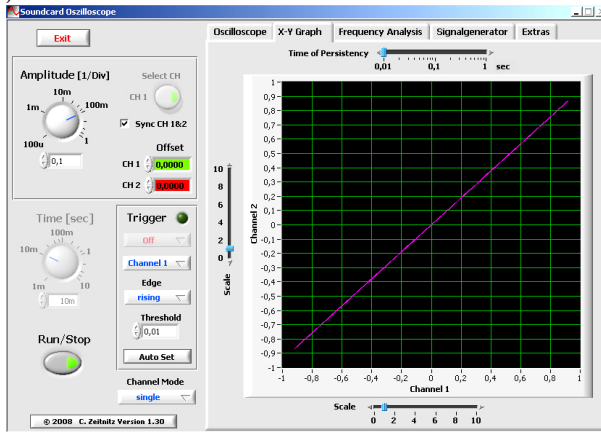 )
Soundcard Oszilloscope
Exit
Amplitude [1/Div]
10m
1m
100m
100u
1
0,1
Select CH
CH 1
Sync CH 1&2
Offset
CH 1 0,0000
CH 2 0,0000
Time [sec]
100m
10m
1
1m
10
10m
Run/Stop
Trigger
Off
Channel 1
Edge
rising
Threshold
0,01
Auto Set
Channel Mode
single
© 2008 C. Zeitnitz Version 1.30
Oscilloscope X-Y Graph Frequency Analysis Signalgenerator Extras
Time of Persistency
0,01 0,1 1 sec
10
8
6
4
2
0
Scale
Channel 2
1
0,9
0,8
0,7
0,6
0,5
0,4
0,3
0,2
0,1
0
-0,1
-0,2
-0,3
-0,4
-0,5
-0,6
-0,7
-0,8
-0,9
-1
-1 -0,8 -0,6 -0,4 -0,2 0 0,2 0,4 0,6 0,8 1
Channel 1
Scale
0 2 4 6 8 10